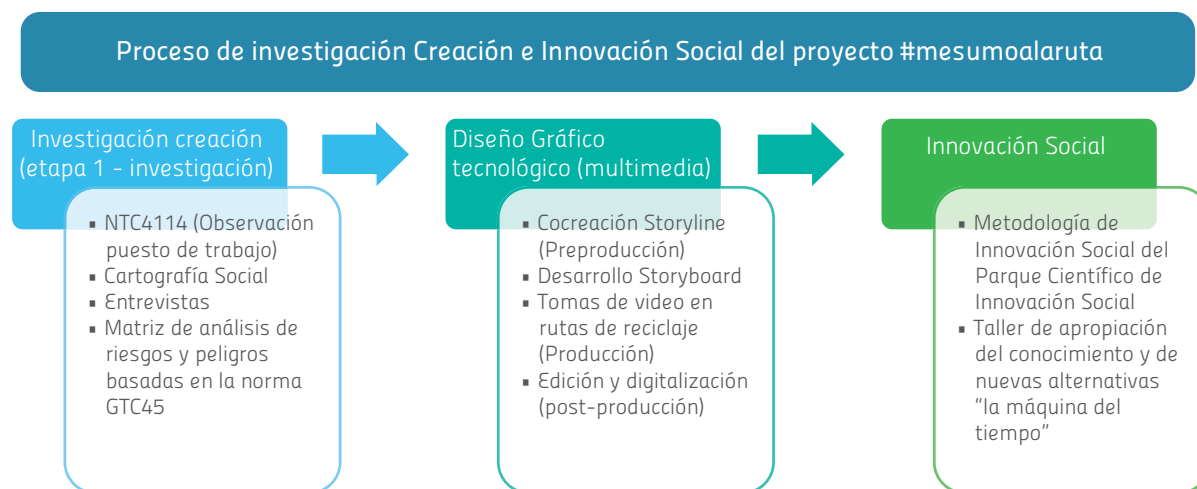 Proceso de investigación Creación e Innovación Social del proyecto #mesumoalaruta
Investigación creación
(etapa 1 - investigación)
▪ NTC4114 (Observación
puesto de trabajo)
▪ Cartografía Social
▪ Entrevistas
▪ Matriz de análisis de
riesgos y peligros
basadas en la norma
GTC45
Diseño Gráfico
tecnológico (multimedia)
▪ Cocreación Storyline
(Preproducción)
▪ Desarrollo Storyboard
▪ Tomas de video en
rutas de reciclaje
(Producción)
▪ Edición y digitalización
(post-producción)
Innovación Social
▪ Metodología de
Innovación Social del
Parque Científico de
Innovación Social
▪ Taller de apropiación
del conocimiento y de
nuevas alternativas
“la máquina del
tiempo”